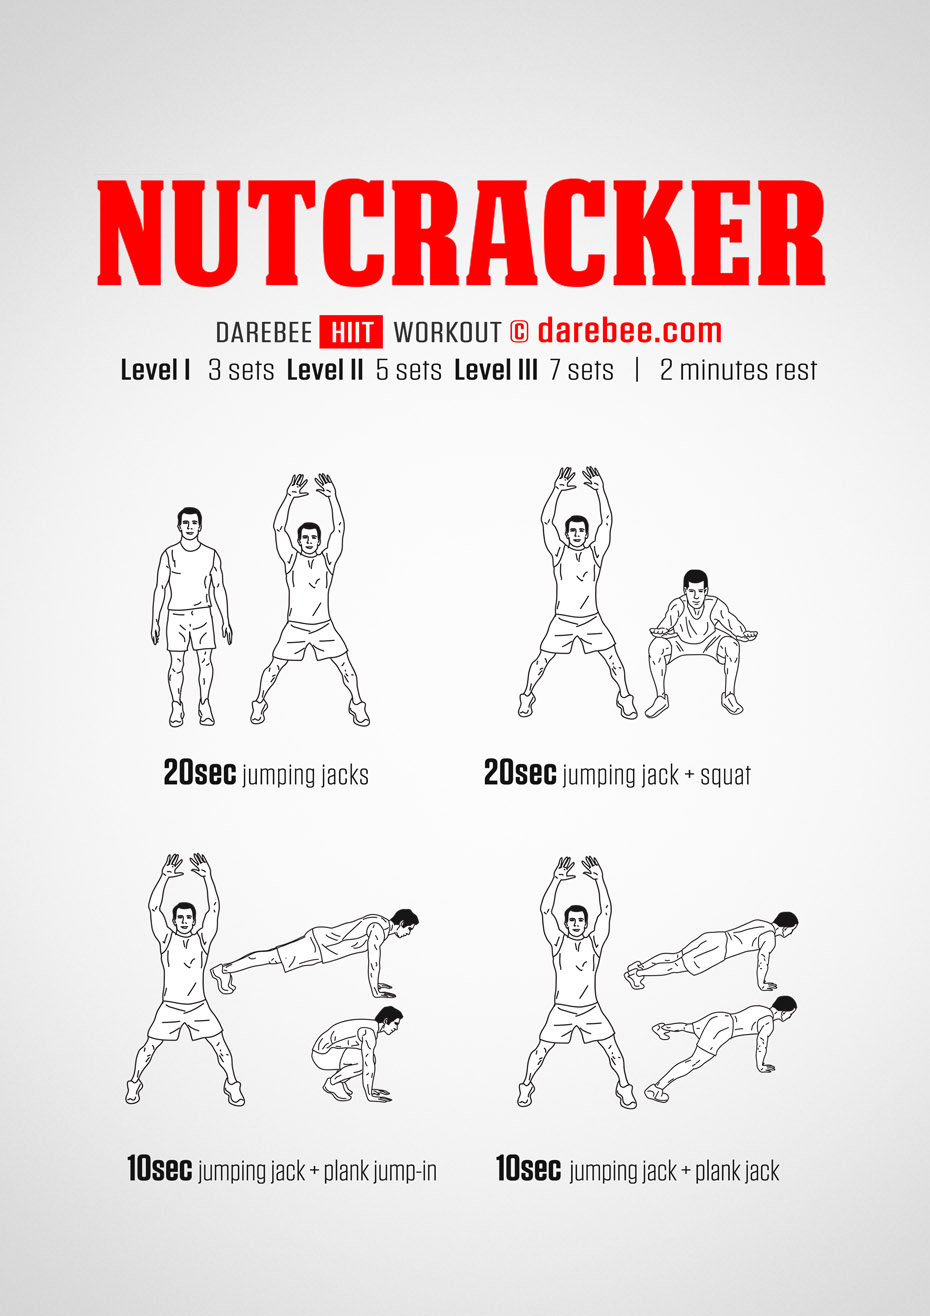 NUTCRACKER
DAREBEE HIIT WORKOUT © darebee.com
Level I 3 sets Level II 5 sets Level III 7 sets | 2 minutes rest
20sec jumping jacks
20sec jumping jack + squat
10sec jumping jack + plank jump-in
10sec jumping jack + plank jack